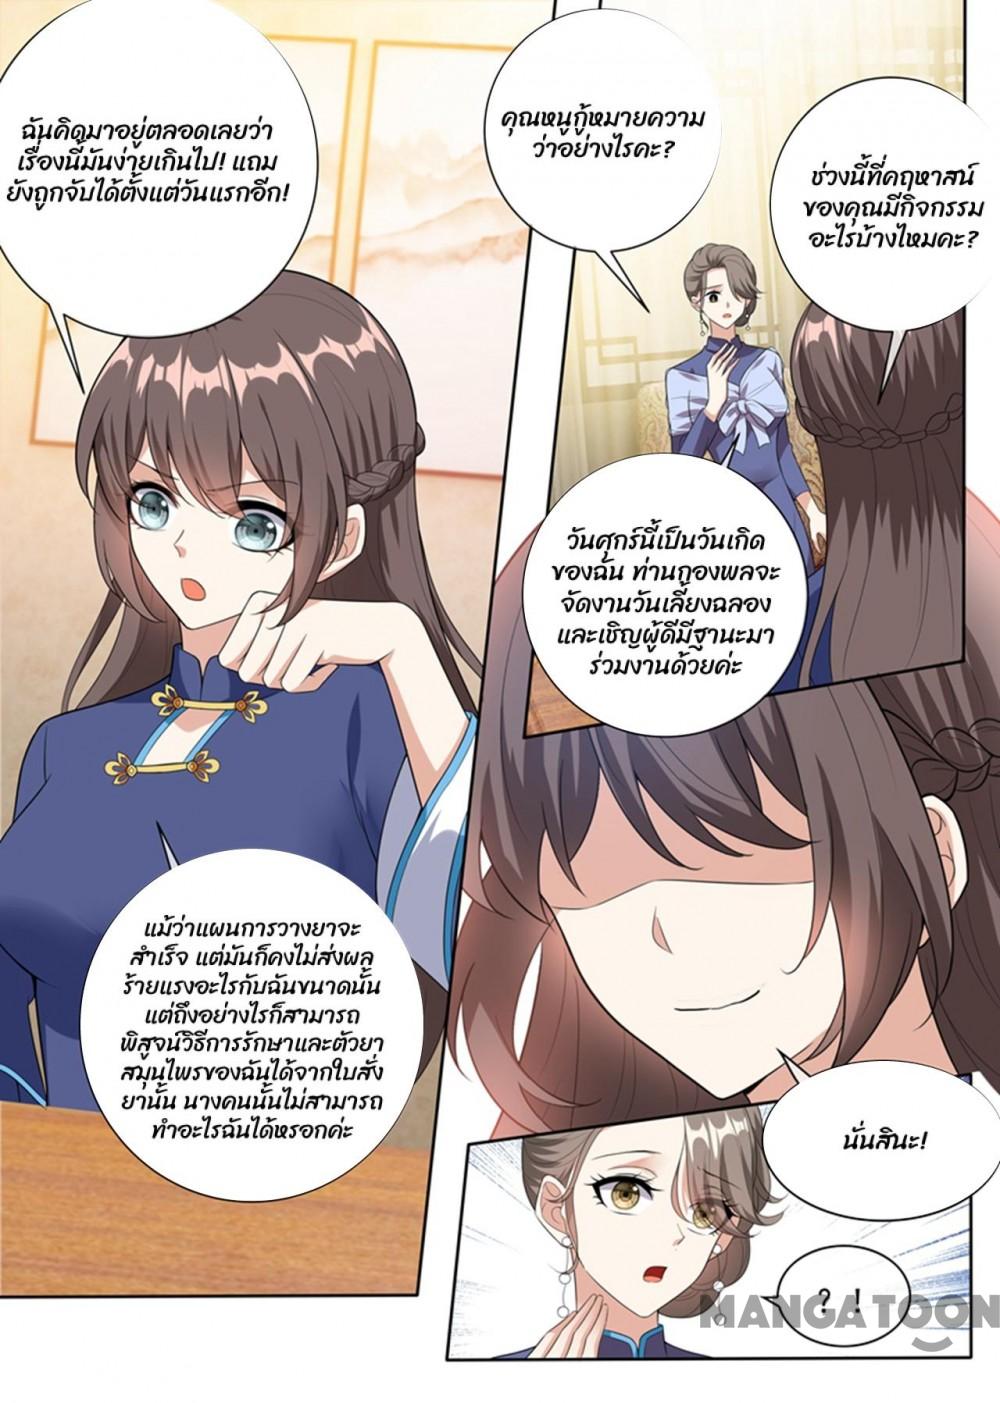 ฉันคิดมาอยู่ตลอดเลยว่า
เรื่องนี้มันง่ายเกินไป! แถม
ยังถูกจับได้ตั้งแต่วันแรกอีก!
แม้ว่าแผนการวางยาจะ
สำเร็จ แต่มันก็คงไม่ส่งผล
ร้ายแรงอะไรกับฉันขนาดนั้น
แต่ถึงอย่างไรก็สามารถ
พิสูจน์วิธีการรักษาและตัวยา
สมุนไพรของฉันได้จากใบสั่ง
ยานั้น นางคนนั้นไม่สามารถ
ทำอะไรฉันได้หรอกค่ะ
คุณหนูกู้หมายความ
ว่าอย่างไรคะ?
ช่วงนี้ที่คฤหาสน์
ของคุณมีกิจกรรม
อะไรบ้างไหมคะ?
วันศุกร์นี้เป็นวันเกิด
ของฉัน ท่านกองพลจะ
จัดงานวันเลี้ยงฉลอง
และเชิญผู้ดีมีฐานะมา
ร่วมงานด้วยค่ะ
นั่นสินะ!
? !
MANGATOON